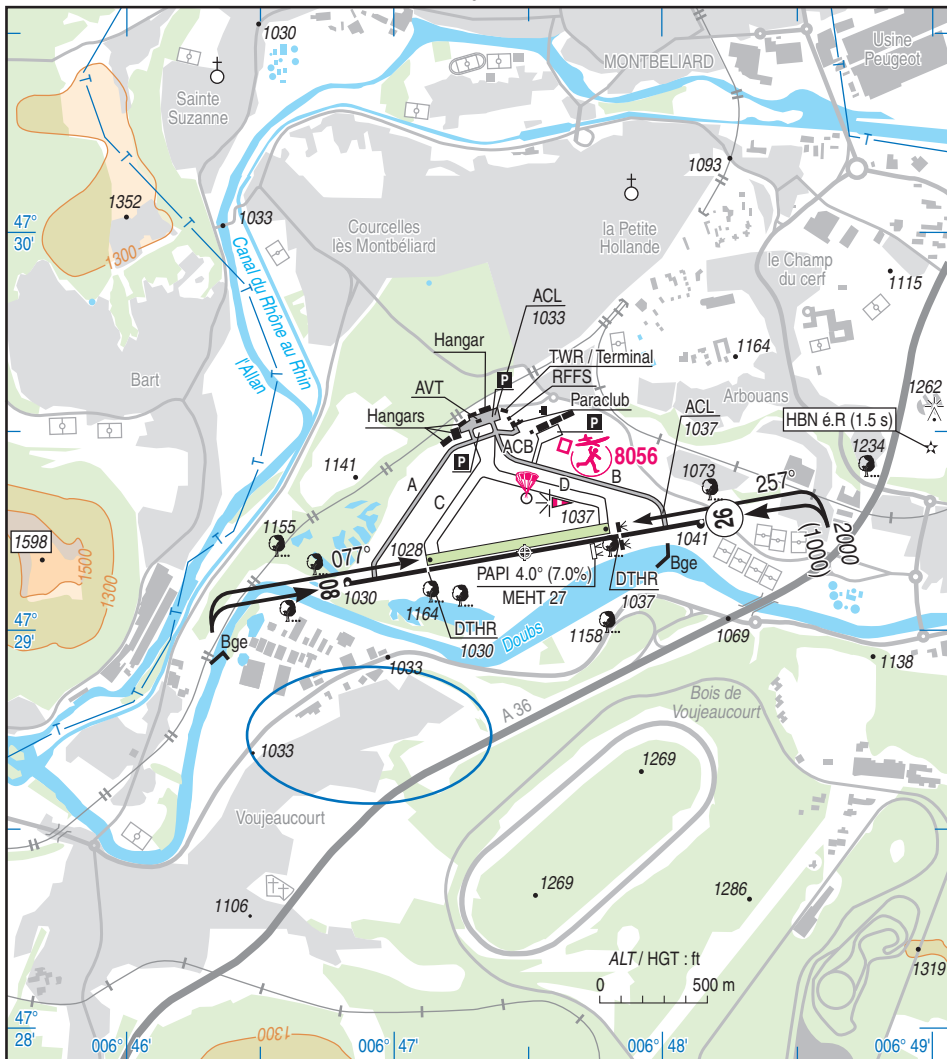 1030
MONTBELIARD
Usine
Peugeot
Sainte
Suzanne
1093
1352
47°
30'
1033
Courcelles
lès Montbéliard
la Petite
Hollande
1300
Canal du Rhône au Rhin
le Champ
du cerf
1115
ACL
1033
Hangar
P
TWR / Terminal
1164
l'Allan
Bart
AVT
RFFS
Arbouans
1262
Hangars
Paraclub
ACL
1037
HBN é.R (1.5 s)
P
ACB
8056
1234
P
1141
A
B
1073
257°
C
D
1037
1155
1598
1500
1300
077°
1028
26
1041
2000
(1000)
08
1030
PAPI 4.0° (7.0%)
MEHT 27
Bge
DTHR
1037
1164
47°
29'
DTHR
1030
Doubs
1158
1069
Bge
1033
1138
A 36
Bois de
Voujeaucourt
1033
1269
Voujeaucourt
1269
1286
1106
ALT / HGT : ft
0 500 m
1319
47°
28'
1300
006° 46'
006° 47'
006° 48'
006° 49'